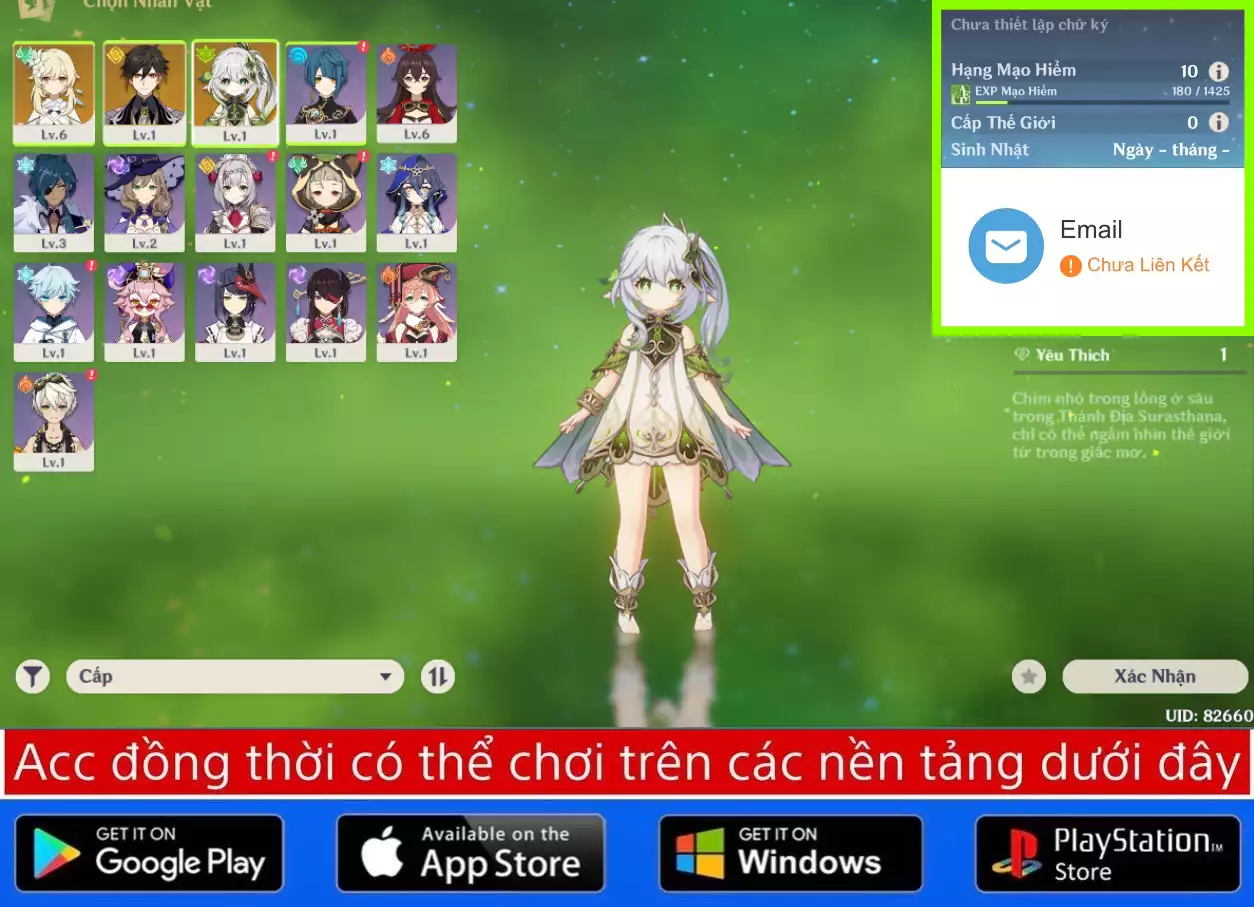 Chọn Nhân Vật
Lv.6
Lv.1
Lv.1
Lv.1
Lv.6
Lv.3
Lv.2
Lv.1
Lv.1
Lv.1
Lv.1
Lv.1
Lv.1
Lv.1
Lv.1
Lv.1
Chưa thiết lập chữ ký
Hạng Mạo Hiểm 10
EXP Mạo Hiểm 180 / 1425
Cấp Thế Giới 0
Sinh Nhật Ngày - tháng -
Email
Chưa Liên Kết
Yêu Thích 1
Chim nhỏ trong lồng ở sâu
trong Thánh Địa Surasthana,
chỉ có thể ngắm nhìn thế giới
từ trong giấc mơ.
Cấp
Xác Nhận
UID: 82660
Acc đồng thời có thể chơi trên các nền tảng dưới đây
GET IT ON
Google Play
Available on the
App Store
GET IT ON
Windows
PlayStation™
Store